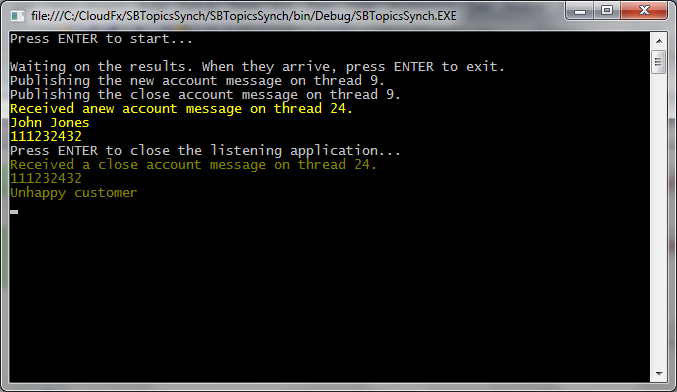 file:///C:/CloudFx/SBTopicsSynch/SBTopicsSynch/bin/Debug/SBTopicsSynch.EXE
Press ENTER to start...
Waiting on the results. When they arrive, press ENTER to exit.
Publishing the new account message on thread 9.
Publishing the close account message on thread 9.
Received anew account message on thread 24.
John Jones
111232432
Press ENTER to close the listening application...
Received a close account message on thread 24.
111232432
Unhappy customer